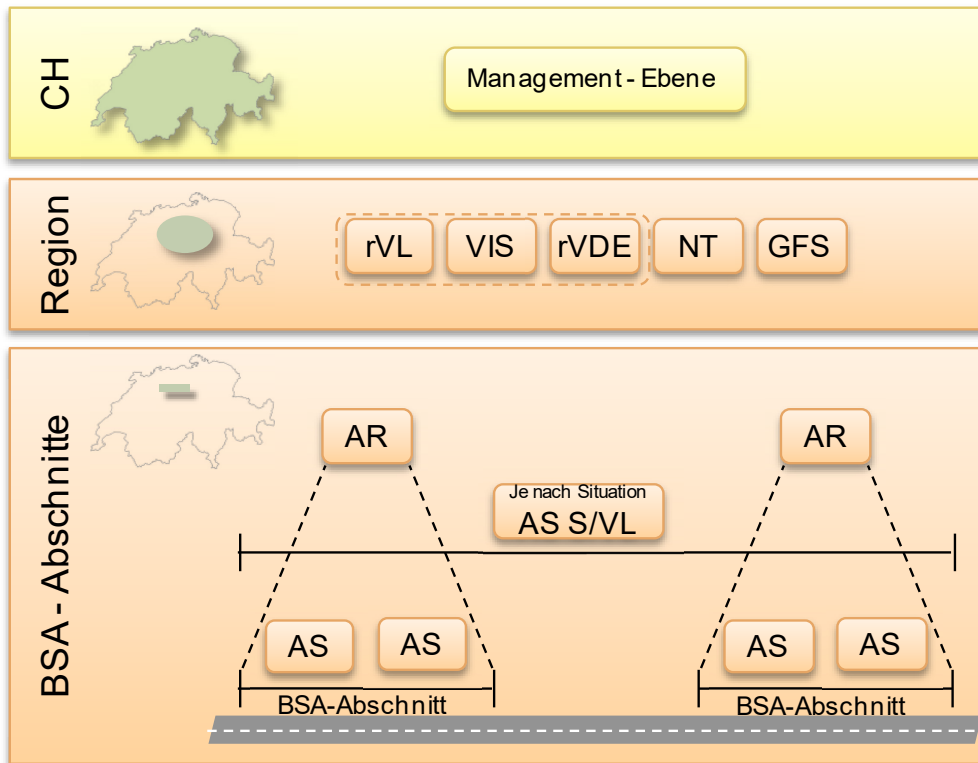 CH
Management - Ebene
Region
rVL
VIS
rVDE
NT
GFS
BSA - Abschnitte
AR
AR
Je nach Situation
AS S/VL
AS
AS
AS
AS
BSA-Abschnitt
BSA-Abschnitt